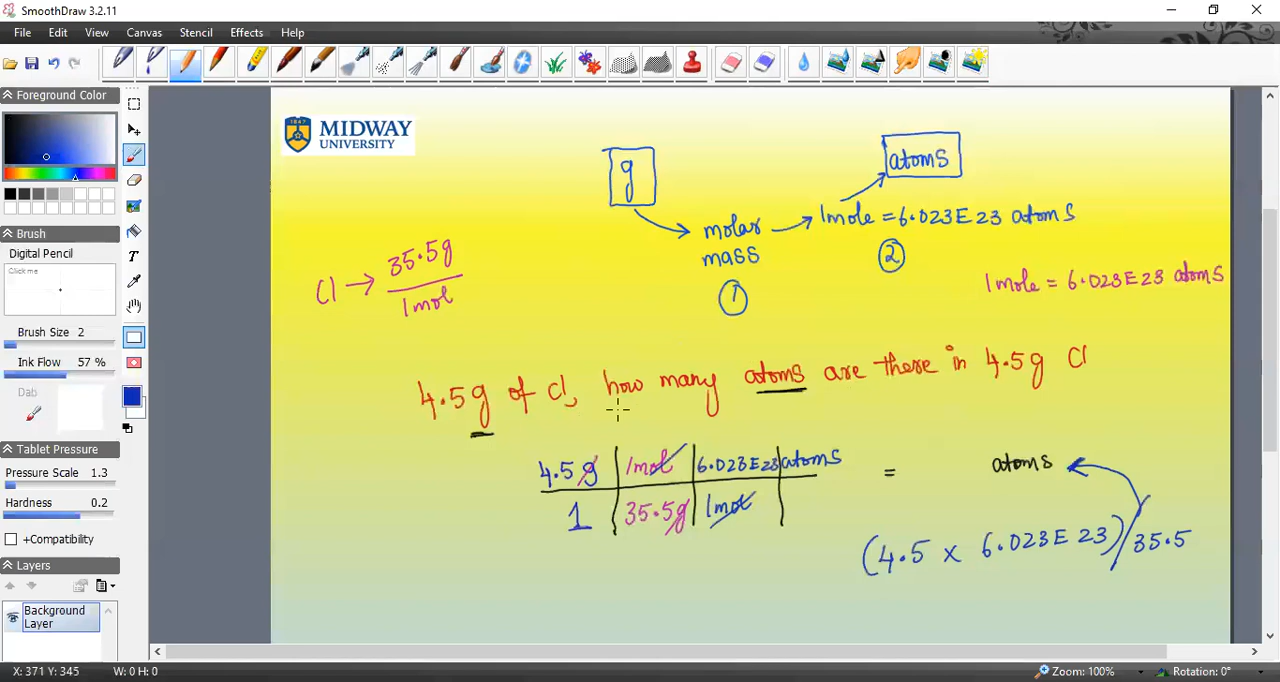 SmoothDraw 3.2.11
File Edit View Canvas Stencil Effects Help
Foreground Color
Brush
Digital Pencil
Click me
Brush Size 2
Ink Flow 57 %
Dab
Tablet Pressure
Pressure Scale 1.3
Hardness 0.2
+Compatibility
Layers
Background
Layer
X: 371 Y: 345 W: 0 H: 0
Zoom: 100% Rotation: 0°
MIDWAY
UNIVERSITY
g
atoms
molar
mass
1mole = 6.023E23 atoms
1
2
Cl → 35.5g
1mol
1mole = 6.023E23 atoms
4.5g of Cl, how many atoms are there in 4.5g Cl
4.5g 1mol 6.023E23 atoms
1 35.5g 1mol
= atoms
(4.5 x 6.023E23)/35.5